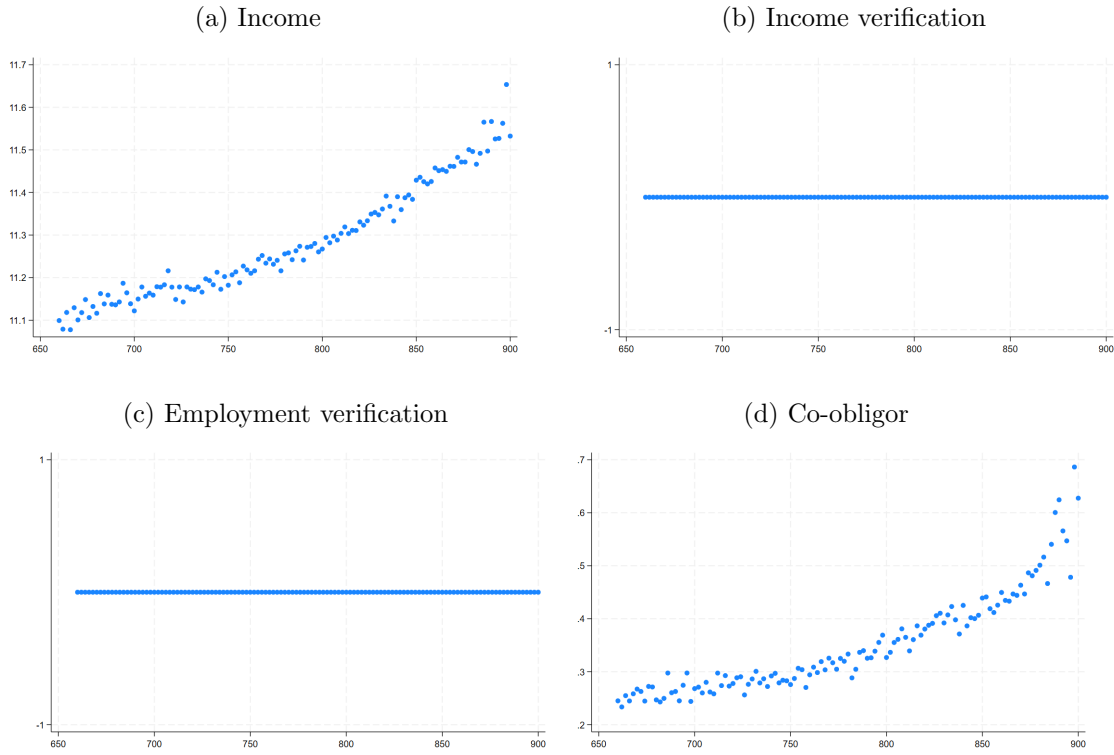 (a) Income
11.7
11.6
11.5
11.4
11.3
11.2
11.1
650 700 750 800 850 900
(b) Income verification
1
-1
650 700 750 800 850 900
(c) Employment verification
1
-1
650 700 750 800 850 900
(d) Co-obligor
.7
.6
.5
.4
.3
.2
650 700 750 800 850 900